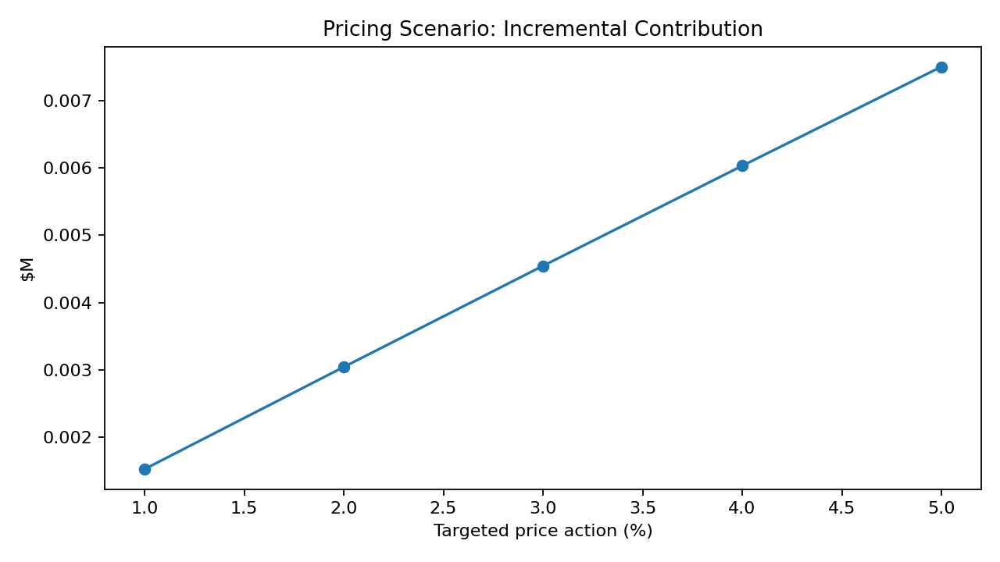 Pricing Scenario: Incremental Contribution
0.007
0.006
0.005
0.004
0.003
0.002
$M
1.0 1.5 2.0 2.5 3.0 3.5 4.0 4.5 5.0
Targeted price action (%)